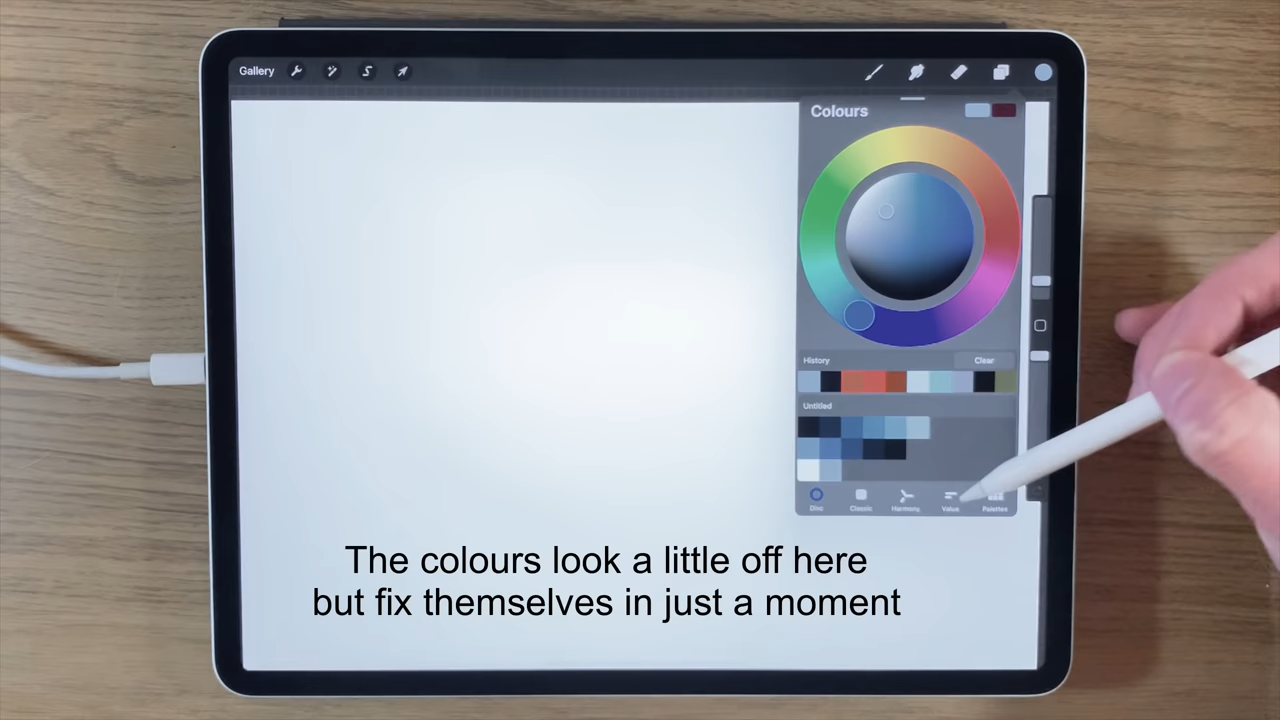 Gallery
Colours
History
Clear
Untitled
Disc
Classic
Harmony
Value
Palettes
The colours look a little off here
but fix themselves in just a moment